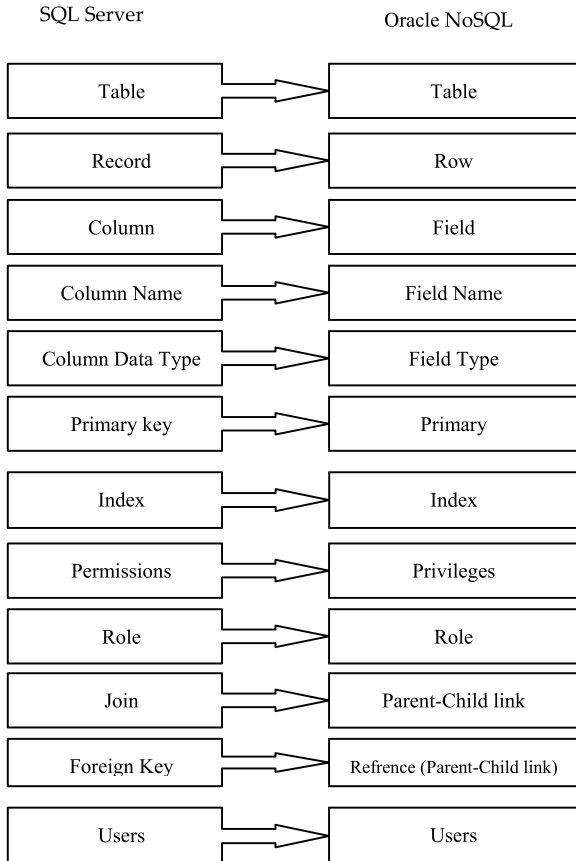 SQL Server Oracle NoSQL
Table Table
Record Row
Column Field
Column Name Field Name
Column Data Type Field Type
Primary key Primary
Index Index
Permissions Privileges
Role Role
Join Parent-Child link
Foreign Key Refrence (Parent-Child link)
Users Users